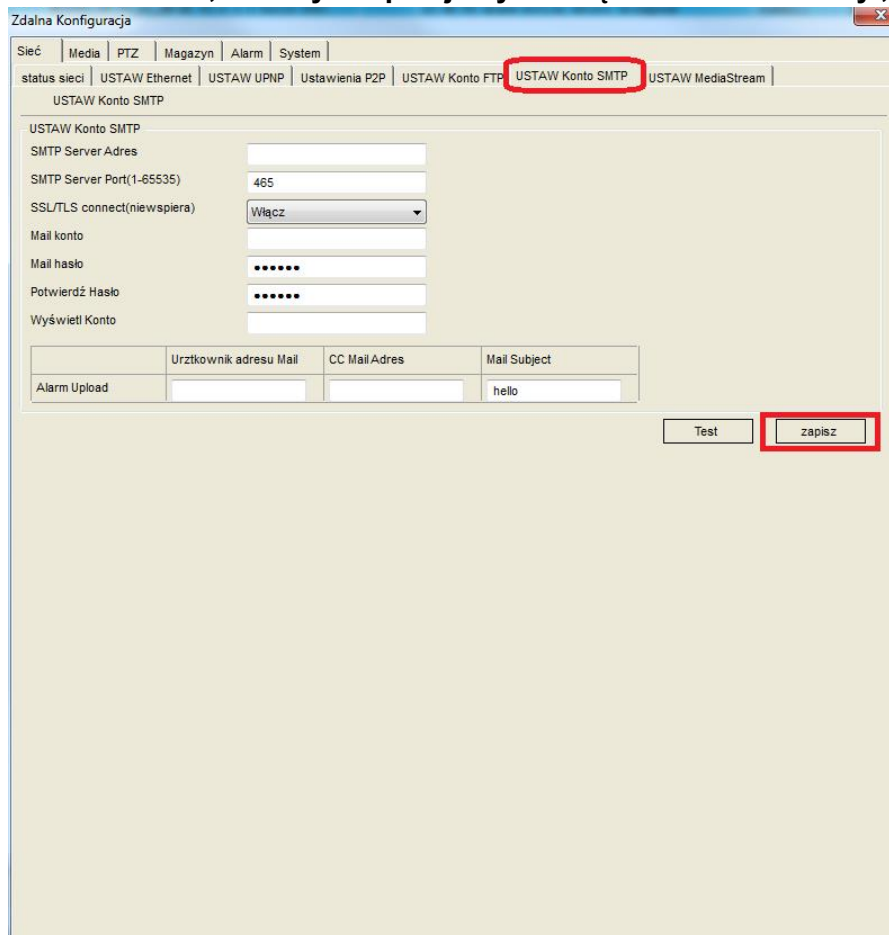 Zdalna Konfiguracja
Sieć Media PTZ Magazyn Alarm System
status sieci USTAW Ethernet USTAW UPNP Ustawienia P2P USTAW Konto FTP USTAW Konto SMTP USTAW MediaStream
USTAW Konto SMTP
USTAW Konto SMTP
SMTP Server Adres
SMTP Server Port(1-65535) 465
SSL/TLS connect(niewspiera) Włącz
Mail konto
Mail hasło ••••••
Potwierdź Hasło ••••••
Wyświetl Konto
Urztkownik adresu Mail CC Mail Adres Mail Subject
Alarm Upload hello
Test zapisz